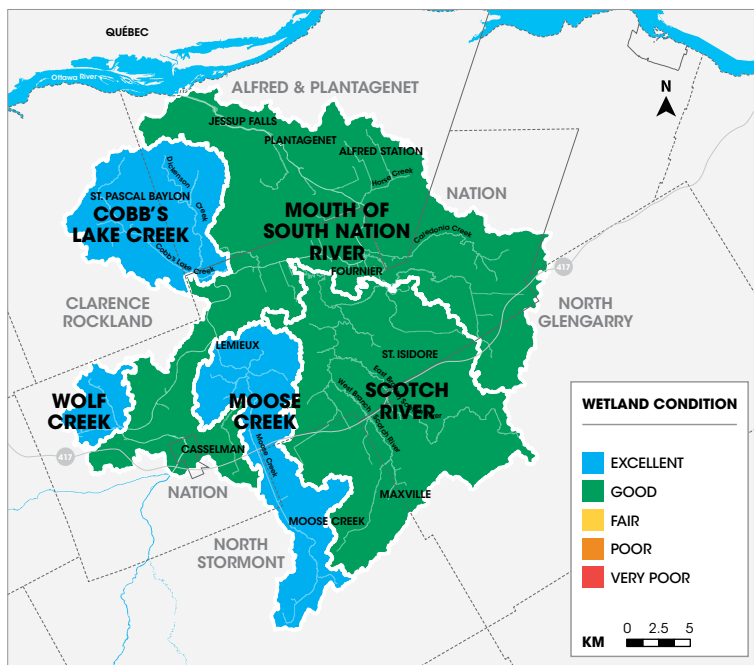 QUÉBEC
Ottawa River
417
ALFRED & PLANTAGENET
N
JESSUP FALLS
PLANTAGENET
ALFRED STATION
Horse Creek
Dickenson Creek
ST. PASCAL BAYLON
COBB'S
LAKE CREEK
Cobb's Lake Creek
NATION
MOUTH OF
SOUTH NATION
RIVER
Caledonia Creek
FOURNIER
417
CLARENCE
ROCKLAND
NORTH
GLENGARRY
LEMIEUX
ST. ISIDORE
WOLF
CREEK
MOOSE
CREEK
SCOTCH
RIVER
West Branch Scotch River
CASSELMAN
Moose Creek
417
NATION
MAXVILLE
MOOSE CREEK
NORTH
STORMONT
WETLAND CONDITION
EXCELLENT
GOOD
FAIR
POOR
VERY POOR
KM 0 2.5 5